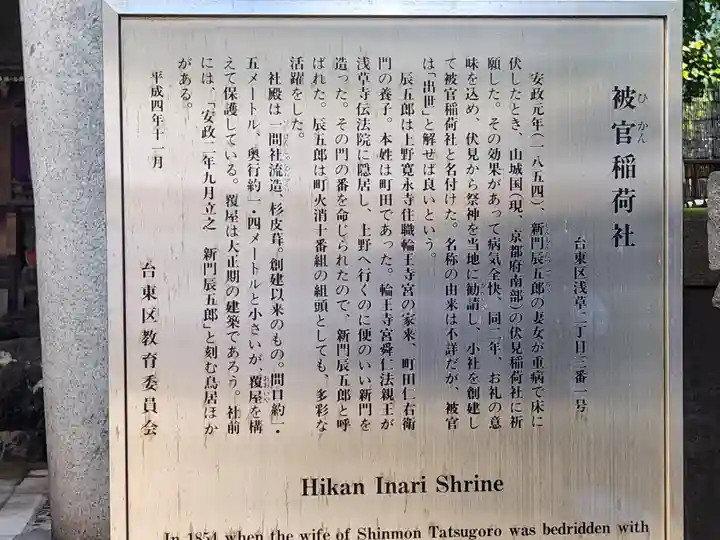 被官稲荷社
ひ かん
台東区浅草二丁目三番一号
安政元年(一八五四)、新門辰五郎の妻女が重病で床に
伏したとき、山城国(現、京都府南部)の伏見稲荷社に祈
願した。その効果があって病気全快、同二年、お礼の意
味を込め、伏見から祭神を当地に勧請し、小社を創建し
て被官稲荷社と名付けた。名称の由来は不詳だが、被官
は「出世」と解せば良いという。
辰五郎は上野寛永寺住職輪王寺宮の家来、町田仁右衛
門の養子。本姓は町田であった。輪王寺宮舜仁法親王が
浅草寺伝法院に隠居し、上野へ行くのに便のいい新門を
造った。その門の番を命じられたので、新門辰五郎と呼
ばれた。辰五郎は町火消十番組の組頭としても、多彩な
活躍をした。
社殿は一間社流造、杉皮葺。創建以来のもの。間口約一・
五メートル、奥行約一・四メートルと小さいが、覆屋を構
えて保護している。覆屋は大正期の建築であろう。社前
には、「安政二年九月立之 新門辰五郎」と刻む鳥居ほか
がある。
平成四年十一月
台東区教育委員会
Hikan Inari Shrine
In 1854 when the wife of Shinmon Tatsugoro was bedridden with